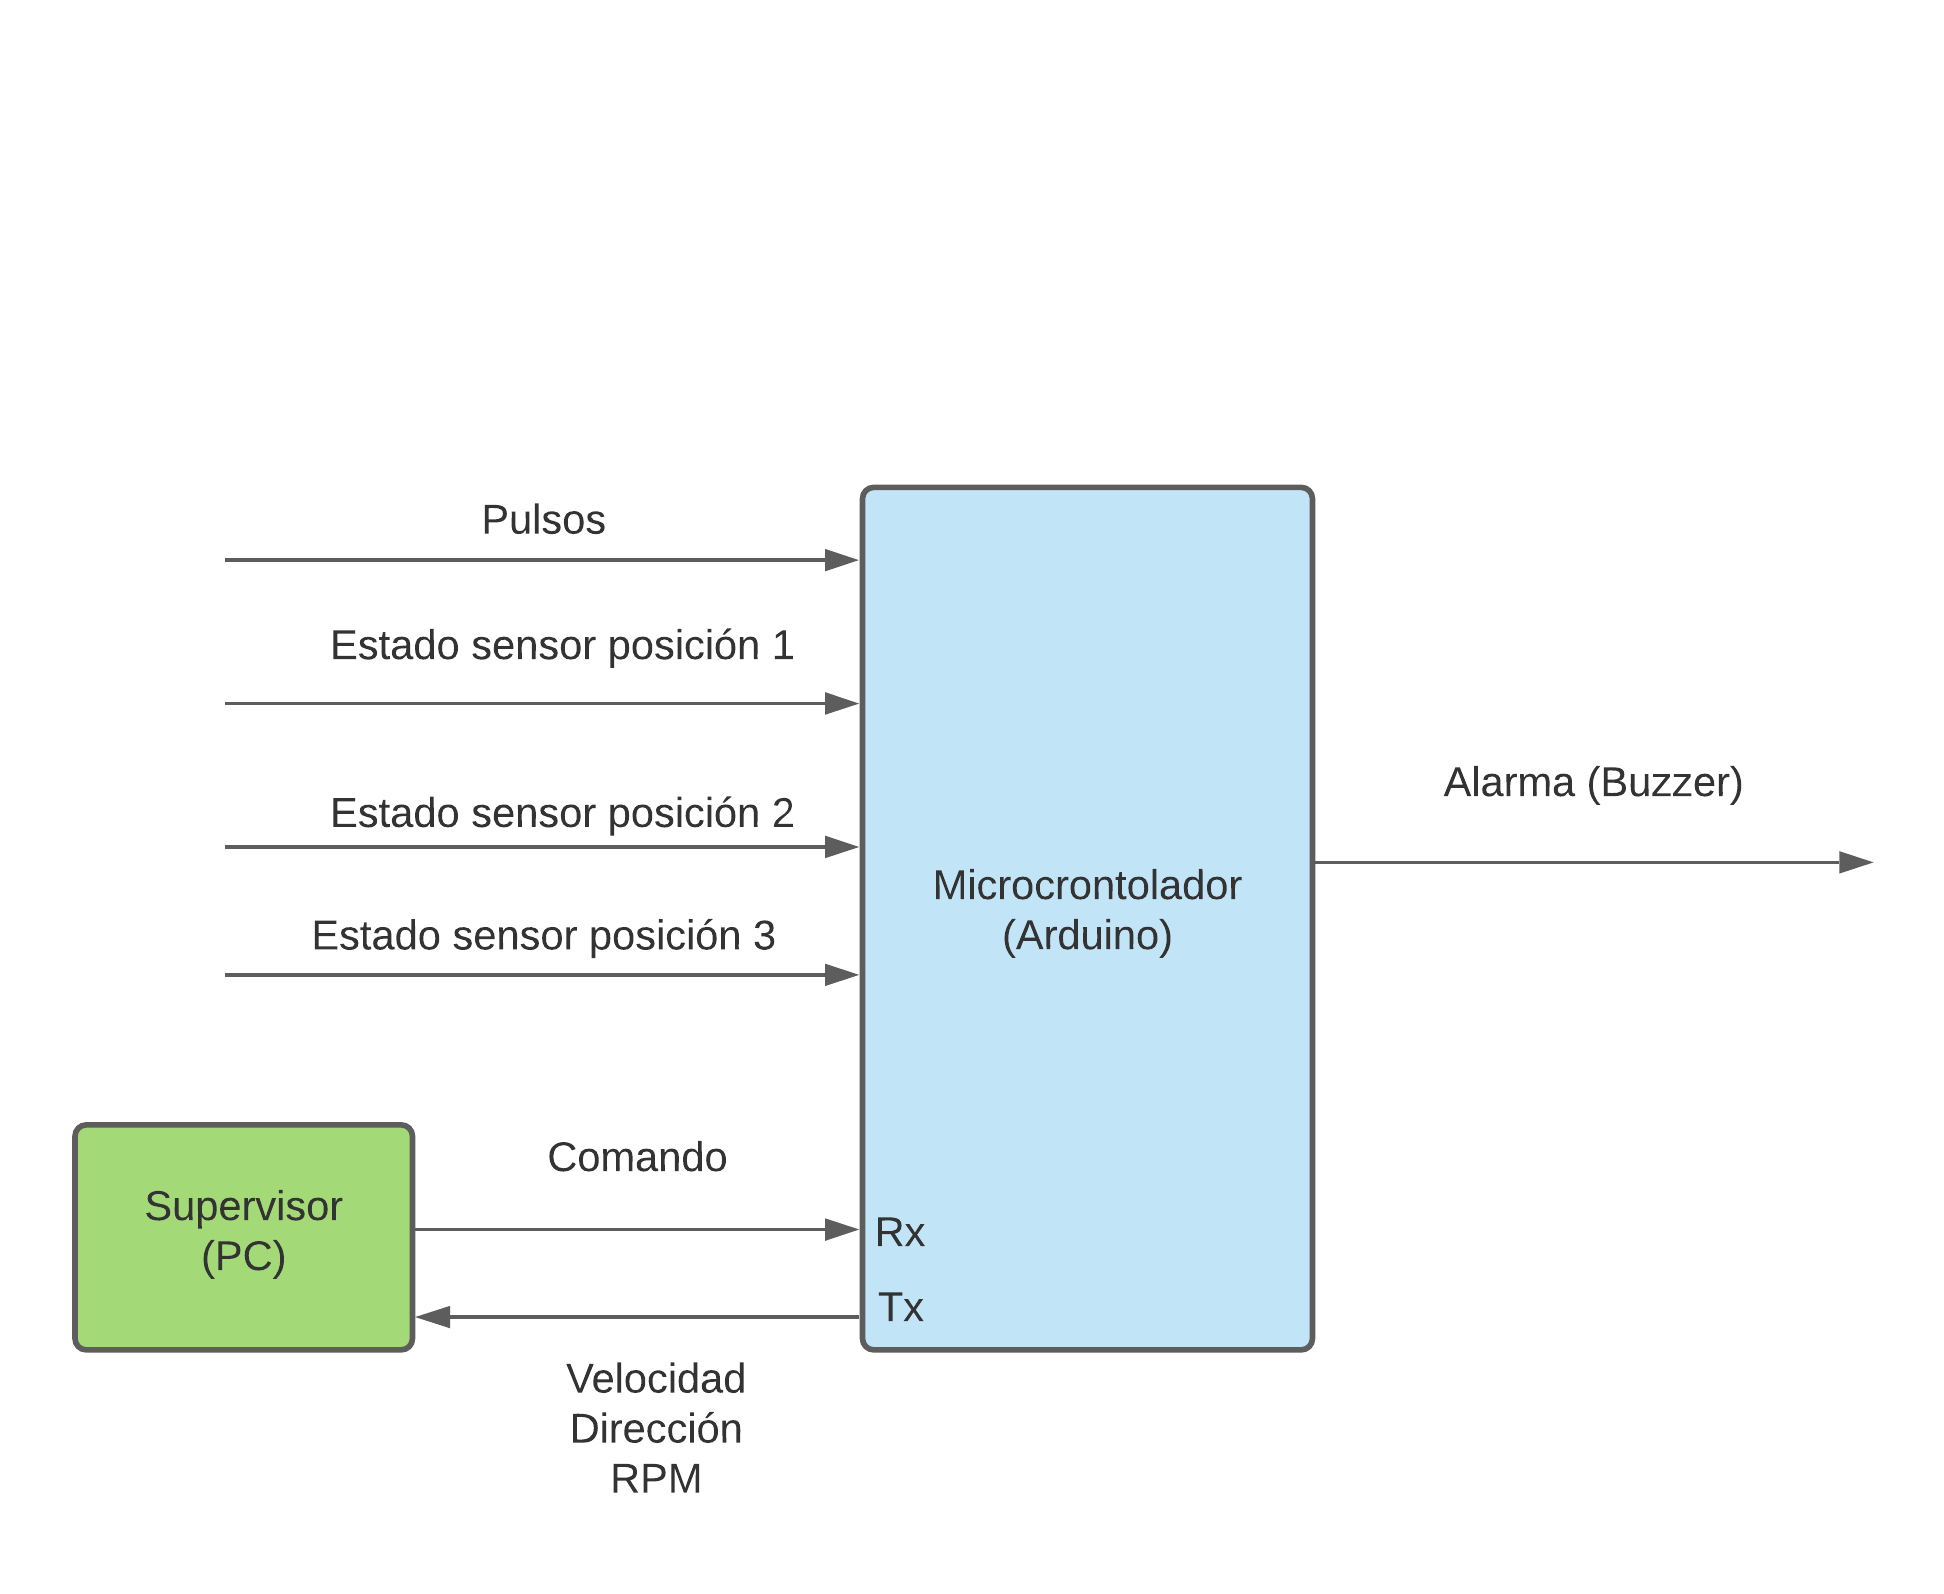 Pulsos
Estado sensor posición 1
Estado sensor posición 2
Estado sensor posición 3
Microcrontolador
(Arduino)
Alarma (Buzzer)
Supervisor
(PC)
Comando
Rx
Tx
Velocidad
Dirección
RPM